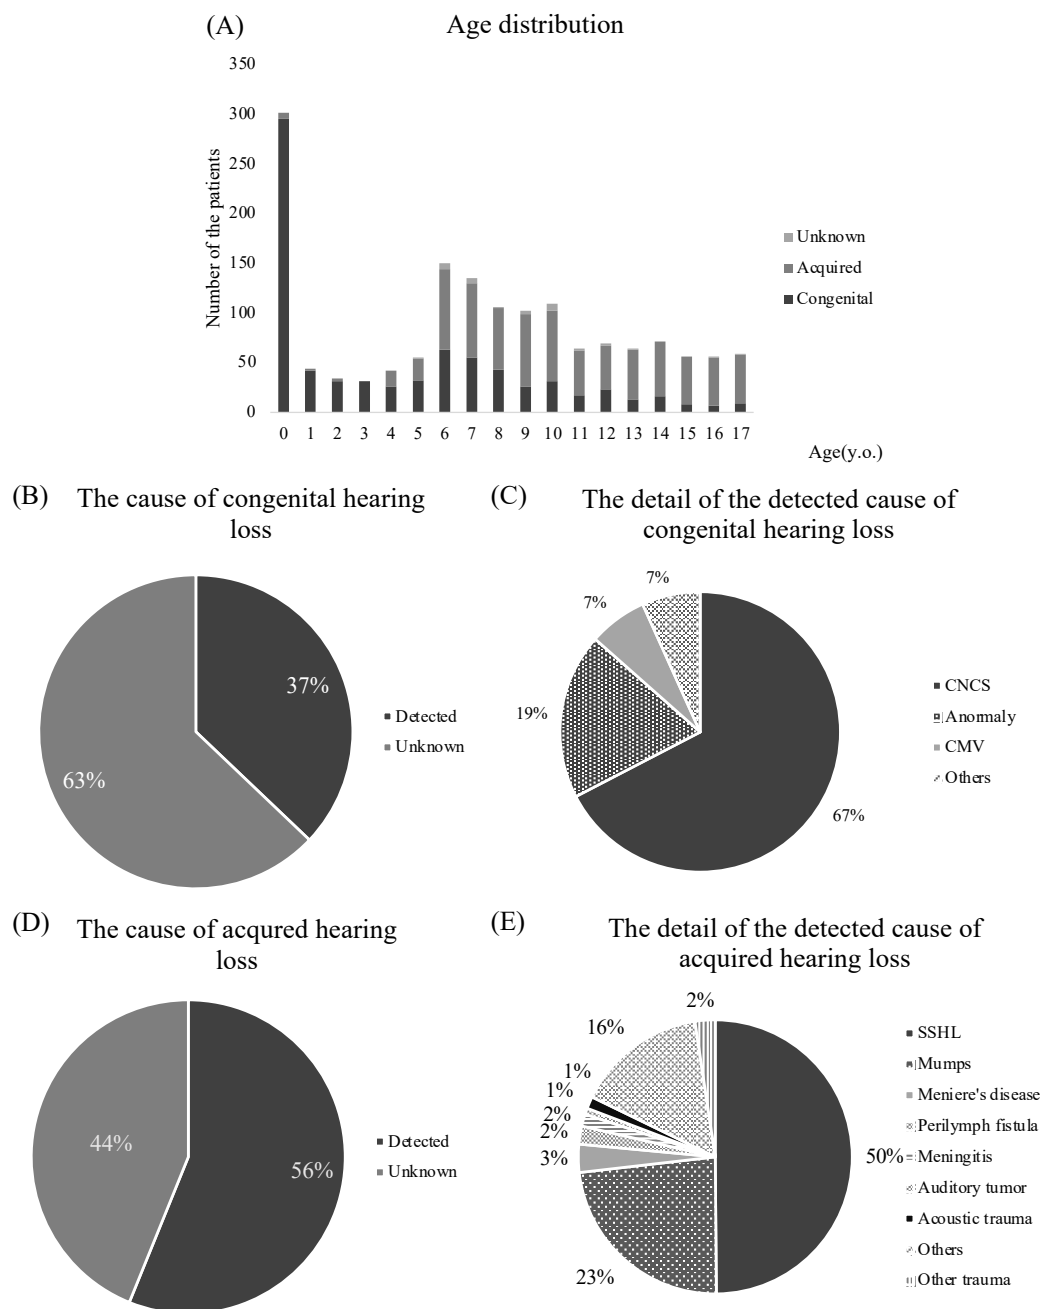 (A) Age distribution
350
300
250
200
150
100
50
0
Number of the patients
0 1 2 3 4 5 6 7 8 9 10 11 12 13 14 15 16 17
Age(y.o.)
Unknown
Acquired
Congenital
(B) The cause of congenital hearing
loss
37%
63%
Detected
Unknown
(C) The detail of the detected cause of
congenital hearing loss
7%
7%
19%
67%
CNCS
Anormaly
CMV
Others
(D) The cause of acqured hearing
loss
44%
56%
Detected
Unknown
(E) The detail of the detected cause of
acquired hearing loss
2%
16%
1%
1%
2%
2%
3%
23%
50%
SSHL
Mumps
Meniere's disease
Perilymph fistula
Meningitis
Auditory tumor
Acoustic trauma
Others
Other trauma